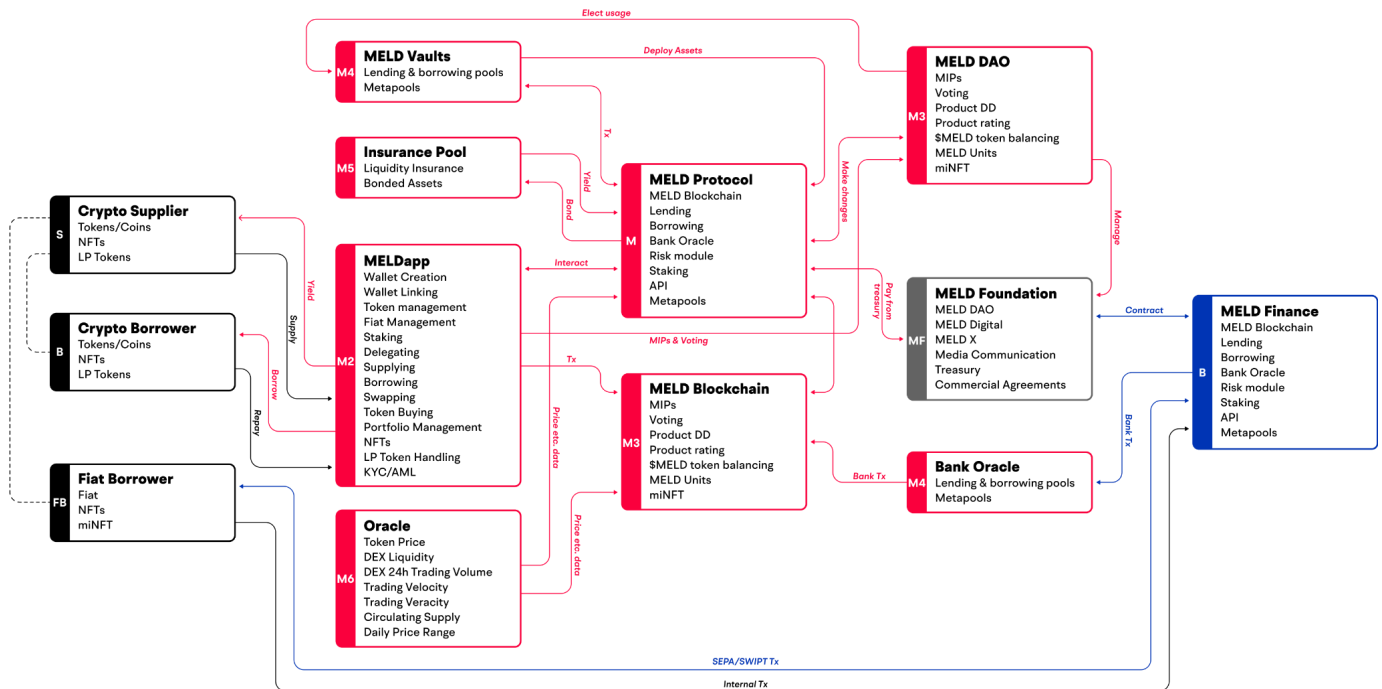 Elect usage
M4
MELD Vaults
Lending & borrowing pools
Metapools
Deploy Assets
Tx
M5
Insurance Pool
Liquidity Insurance
Bonded Assets
Yield
Bond
S
Crypto Supplier
Tokens/Coins
NFTs
LP Tokens
B
Crypto Borrower
Tokens/Coins
NFTs
LP Tokens
FB
Fiat Borrower
Fiat
NFTs
miNFT
Yield
Supply
Borrow
Repay
M2
MELDapp
Wallet Creation
Wallet Linking
Token management
Fiat Management
Staking
Delegating
Supplying
Borrowing
Swapping
Token Buying
Portfolio Management
NFTs
LP Token Handling
KYC/AML
M6
Oracle
Token Price
DEX Liquidity
DEX 24h Trading Volume
Trading Velocity
Trading Veracity
Circulating Supply
Daily Price Range
Interact
Tx
Price etc. data
Price etc. data
M
MELD Protocol
MELD Blockchain
Lending
Borrowing
Bank Oracle
Risk module
Staking
API
Metapools
MIPs & Voting
M3
MELD Blockchain
MIPs
Voting
Product DD
Product rating
$MELD token balancing
MELD Units
miNFT
Make changes
Pay from
treasury
Bank Tx
M3
MELD DAO
MIPs
Voting
Product DD
Product rating
$MELD token balancing
MELD Units
miNFT
Manage
MF
MELD Foundation
MELD DAO
MELD Digital
MELD X
Media Communication
Treasury
Commercial Agreements
M4
Bank Oracle
Lending & borrowing pools
Metapools
Contract
Bank Tx
B
MELD Finance
MELD Blockchain
Lending
Borrowing
Bank Oracle
Risk module
Staking
API
Metapools
SEPA/SWIPT Tx
Internal Tx